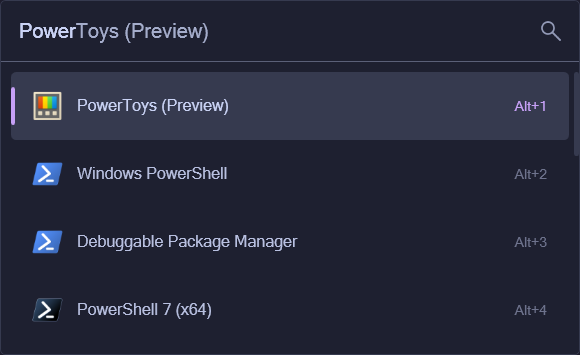 PowerToys (Preview)
PowerToys (Preview) Alt+1
Windows PowerShell Alt+2
Debuggable Package Manager Alt+3
PowerShell 7 (x64) Alt+4